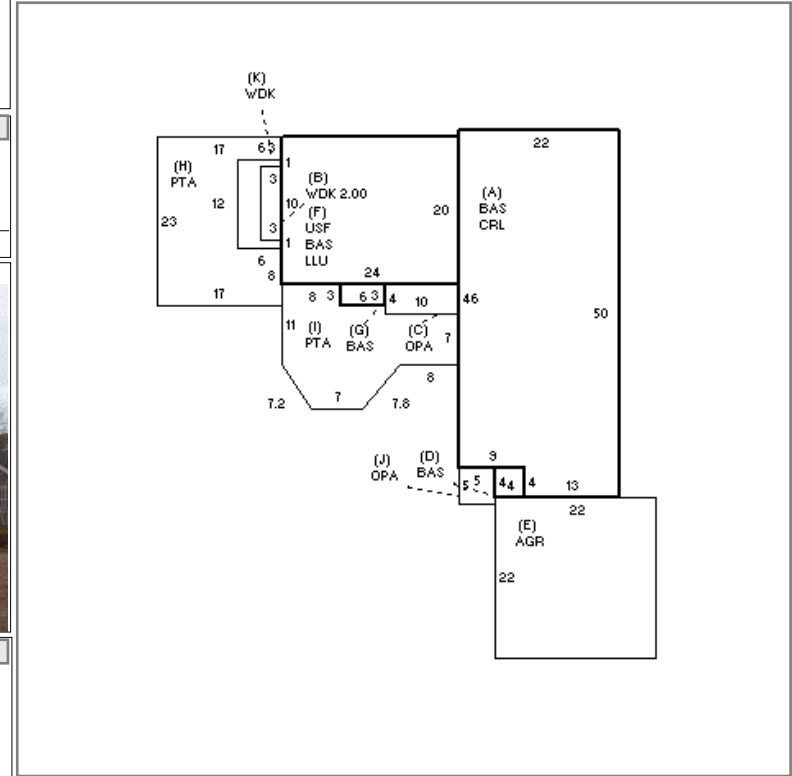 (K)
WDK
17
6 3
22
(H)
PTA
1
3
(B)
WDK 2.00
(A)
BAS
CRL
12
10
(F)
USF
BAS
LLU
20
23
3
1
6
8
24
17
8
3
6 3
4
10
46
50
11
(I)
PTA
(G)
BAS
(C)
OPA
7
8
7.2
7
7.8
9
(J)
OPA
(D)
BAS
5
5
4
4
4
13
22
(E)
AGR
22